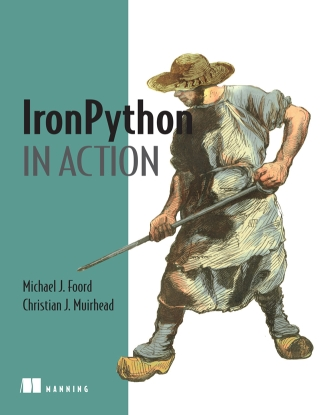 IronPython
IN ACTION
Michael J. Foord
Christian J. Muirhead
MANNING